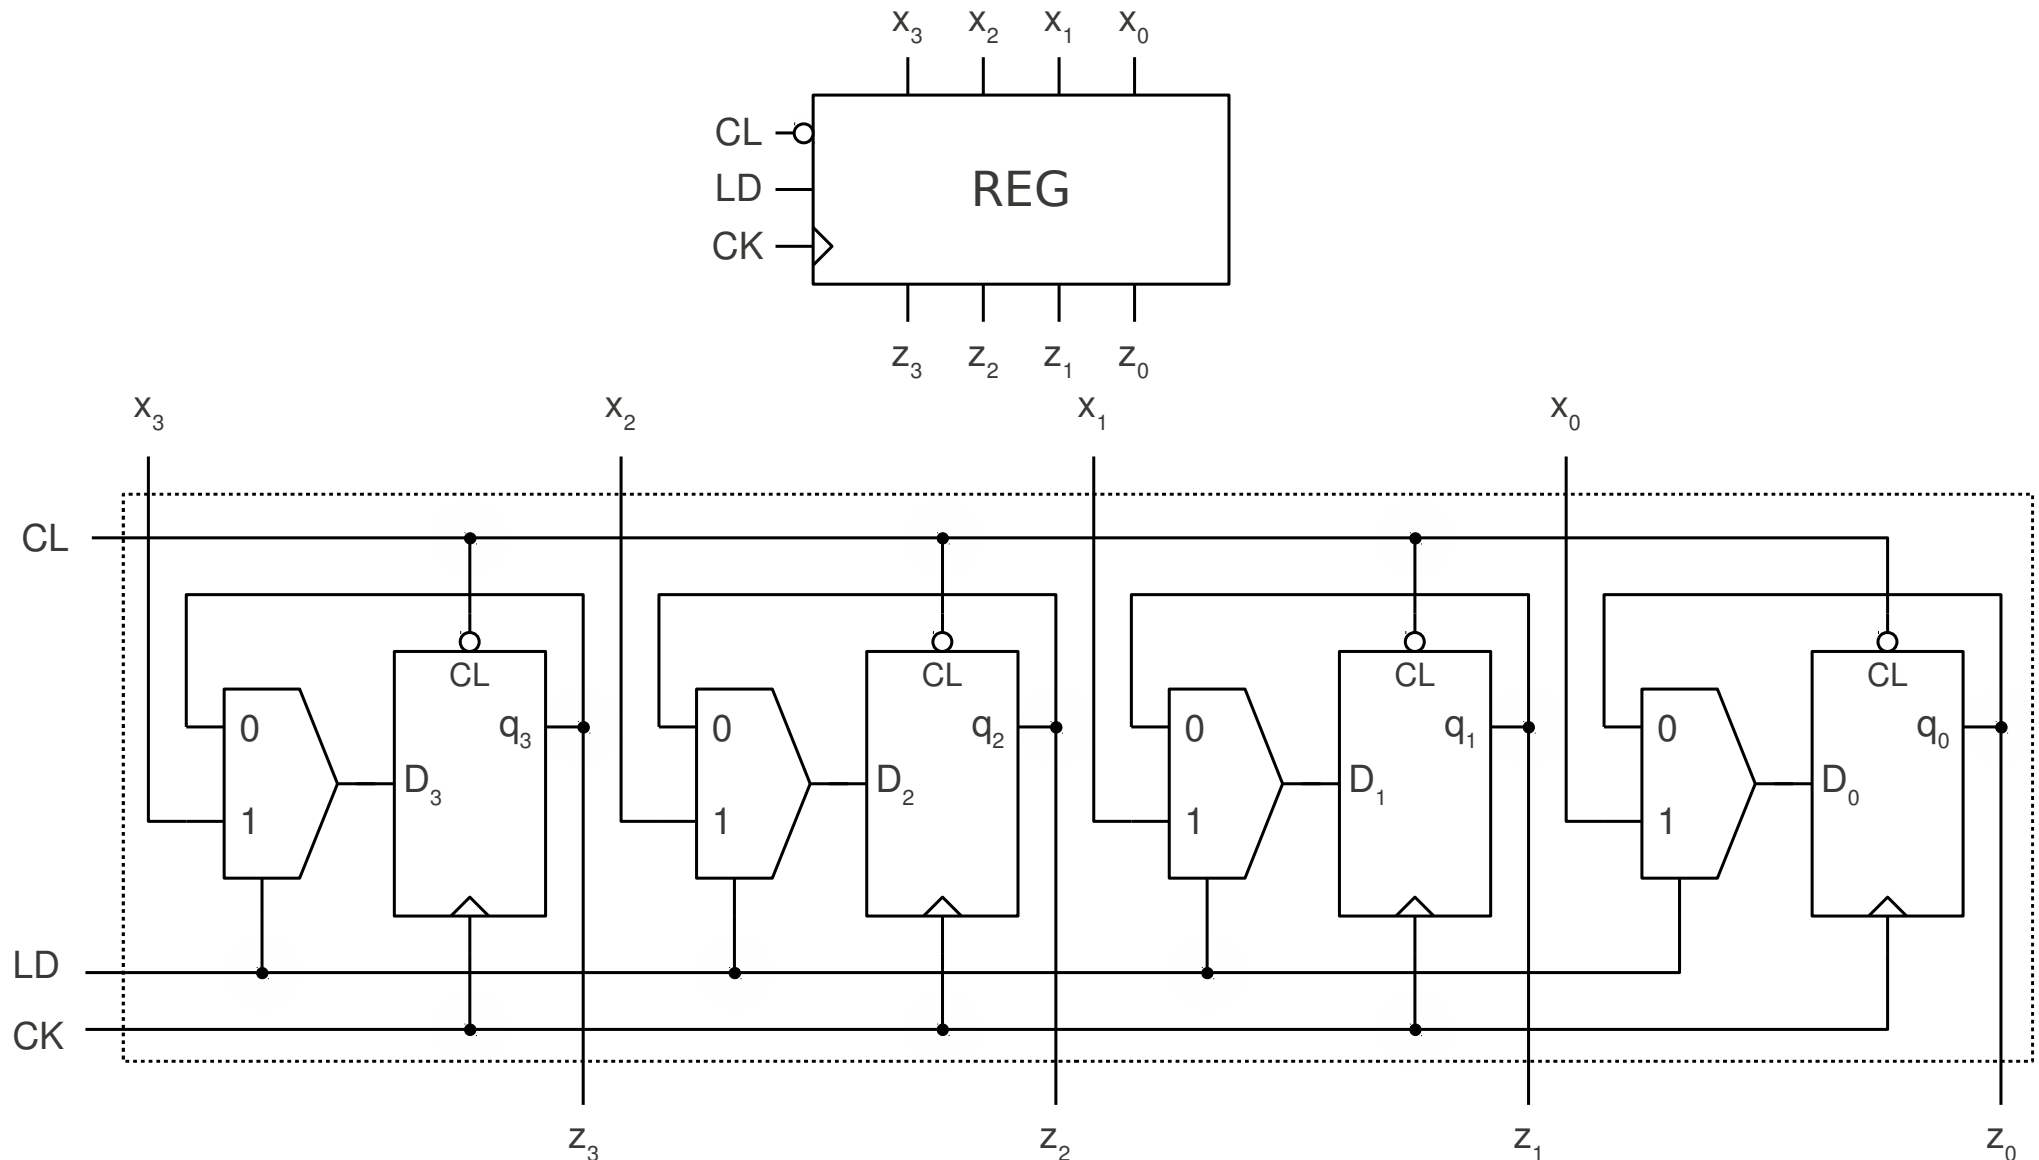 x₃ x₂ x₁ x₀
CL
LD
REG
CK
z₃ z₂ z₁ z₀
x₃ x₂ x₁ x₀
CL
CL CL CL CL
0 q₃ 0 q₂ 0 q₁ 0 q₀
D₃ D₂ D₁ D₀
1 1 1 1
LD
CK
z₃ z₂ z₁ z₀